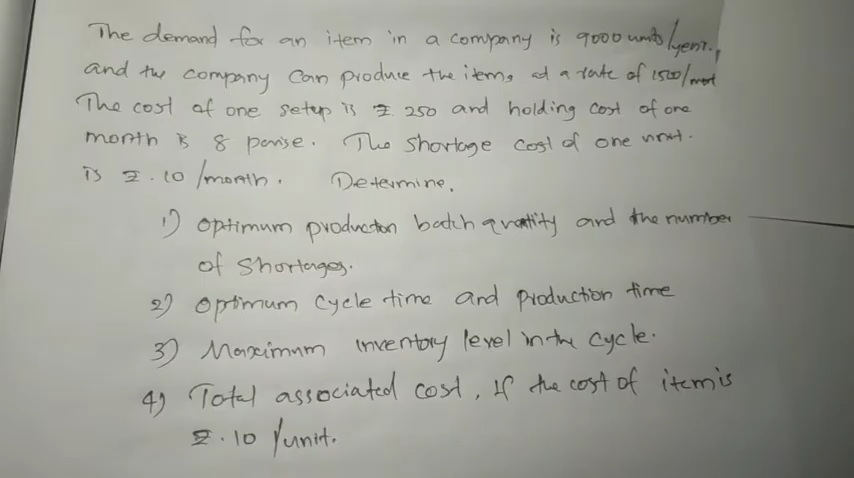 The demand for an item in a company is 9000 units/year,
and the company can produce the items at a rate of 1500/
The cost of one setup is ₹. 250 and holding cost of one
month is 8 paise. The shortage cost of one unit.
is ₹. 10 /month. Determine.
1) Optimum production batch quantity and the number
of shortages.
2) Optimum cycle time and production time
3) Maximum inventory level in the cycle.
4) Total associated cost, if the cost of item is
₹. 10 /unit.